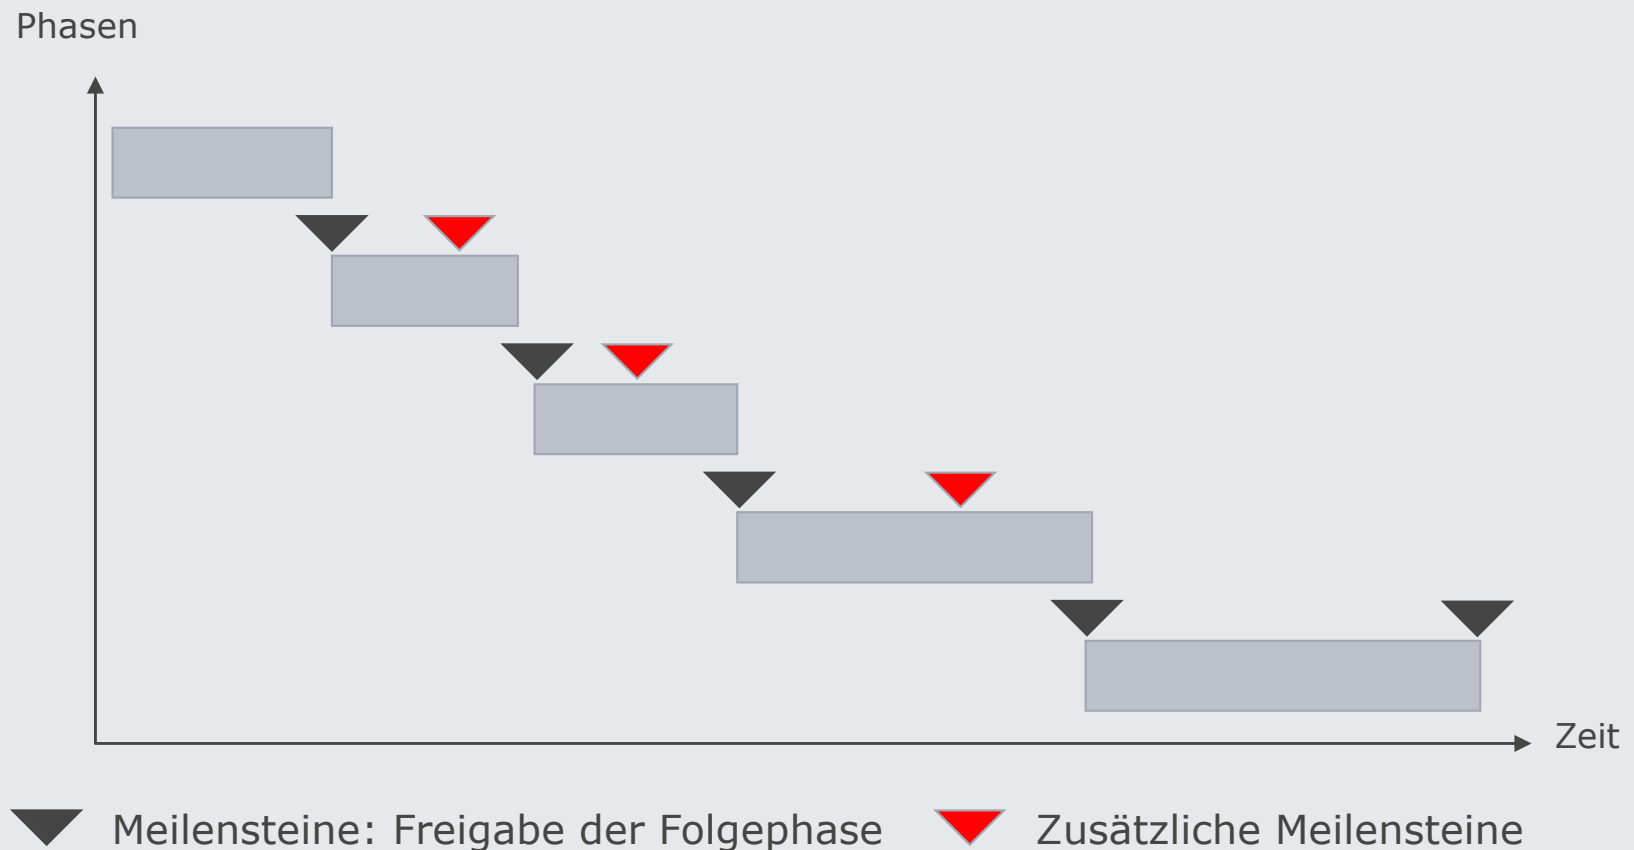 Phasen
Zeit
Meilensteine: Freigabe der Folgephase
Zusätzliche Meilensteine